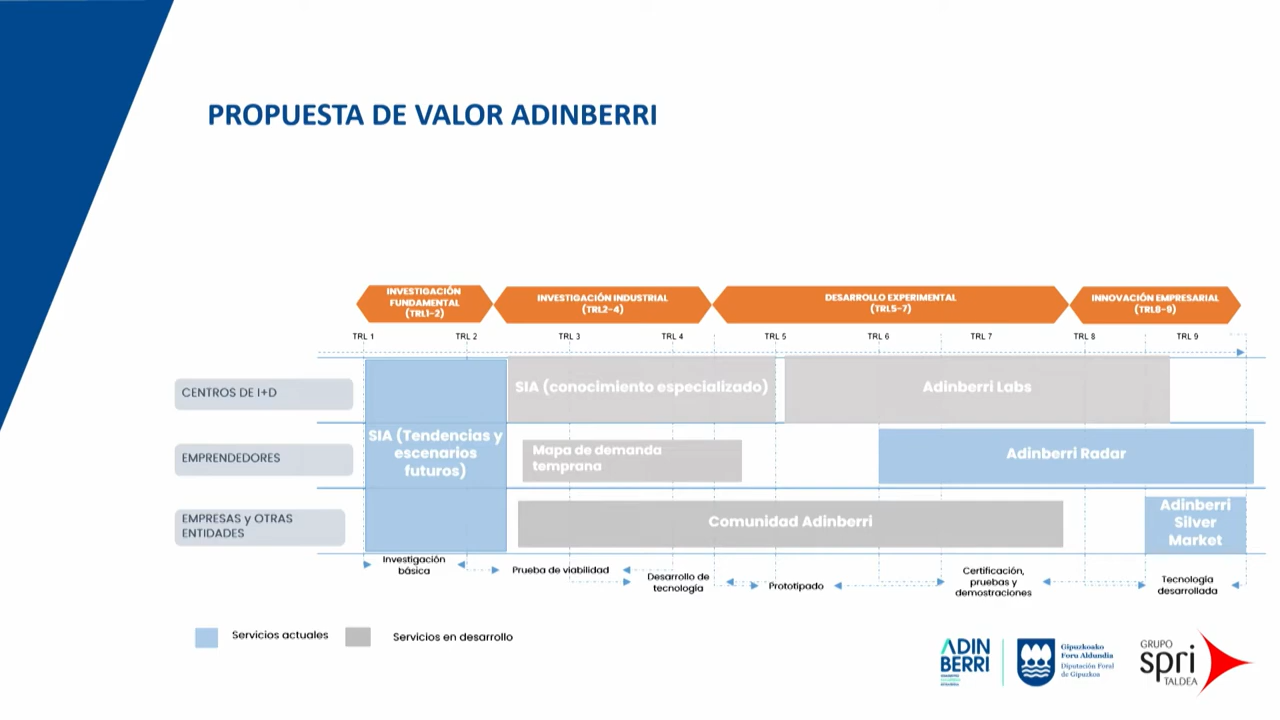 PROPUESTA DE VALOR ADINBERRI
INVESTIGACIÓN
FUNDAMENTAL
(TRL1-2)
INVESTIGACIÓN INDUSTRIAL
(TRL2-4)
DESARROLLO EXPERIMENTAL
(TRL5-7)
INNOVACIÓN EMPRESARIAL
(TRL8-9)
TRL 1
TRL 2
TRL 3
TRL 4
TRL 5
TRL 6
TRL 7
TRL 8
TRL 9
CENTROS DE I+D
SIA (conocimiento especializado)
Adinberri Labs
SIA (Tendencias y
escenarios
futuros)
EMPRENDEDORES
Mapa de demanda
temprana
Adinberri Radar
EMPRESAS y OTRAS
ENTIDADES
Comunidad Adinberri
Adinberri
Silver
Market
Investigación
básica
Prueba de viabilidad
Desarrollo de
tecnología
Prototipado
Certificación,
pruebas y
demostraciones
Tecnología
desarrollada
Servicios actuales
Servicios en desarrollo
ADIN
BERRI
Gipuzkoako
Foru Aldundia
Diputación Foral
de Gipuzkoa
GRUPO
spri
TALDEA